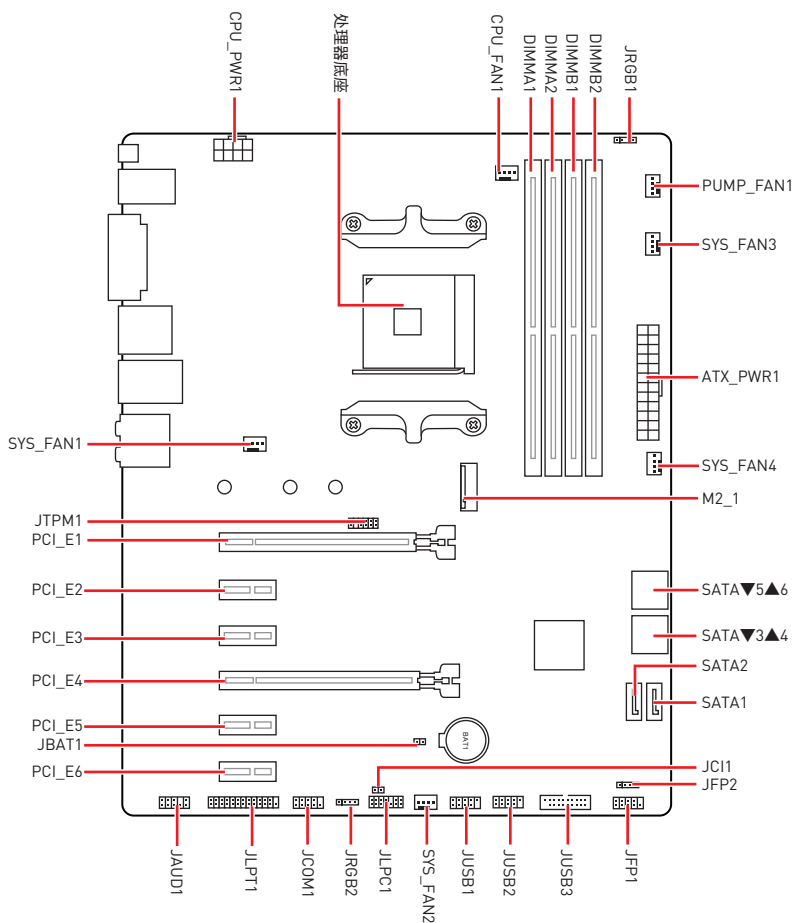 CPU_PWR1
处理器底座
CPU_FAN1
DIMMA1
DIMMA2
DIMMB1
DIMMB2
JRGB1
PUMP_FAN1
SYS_FAN3
ATX_PWR1
SYS_FAN1
SYS_FAN4
M2_1
JTPM1
PCI_E1
PCI_E2
SATA▼5▲6
PCI_E3
SATA▼3▲4
SATA2
PCI_E4
SATA1
PCI_E5
JBAT1
BAT1
PCI_E6
JCI1
JFP2
JAUD1
JLPT1
JCOM1
JRGB2
JLPC1
SYS_FAN2
JUSB1
JUSB2
JUSB3
JFP1